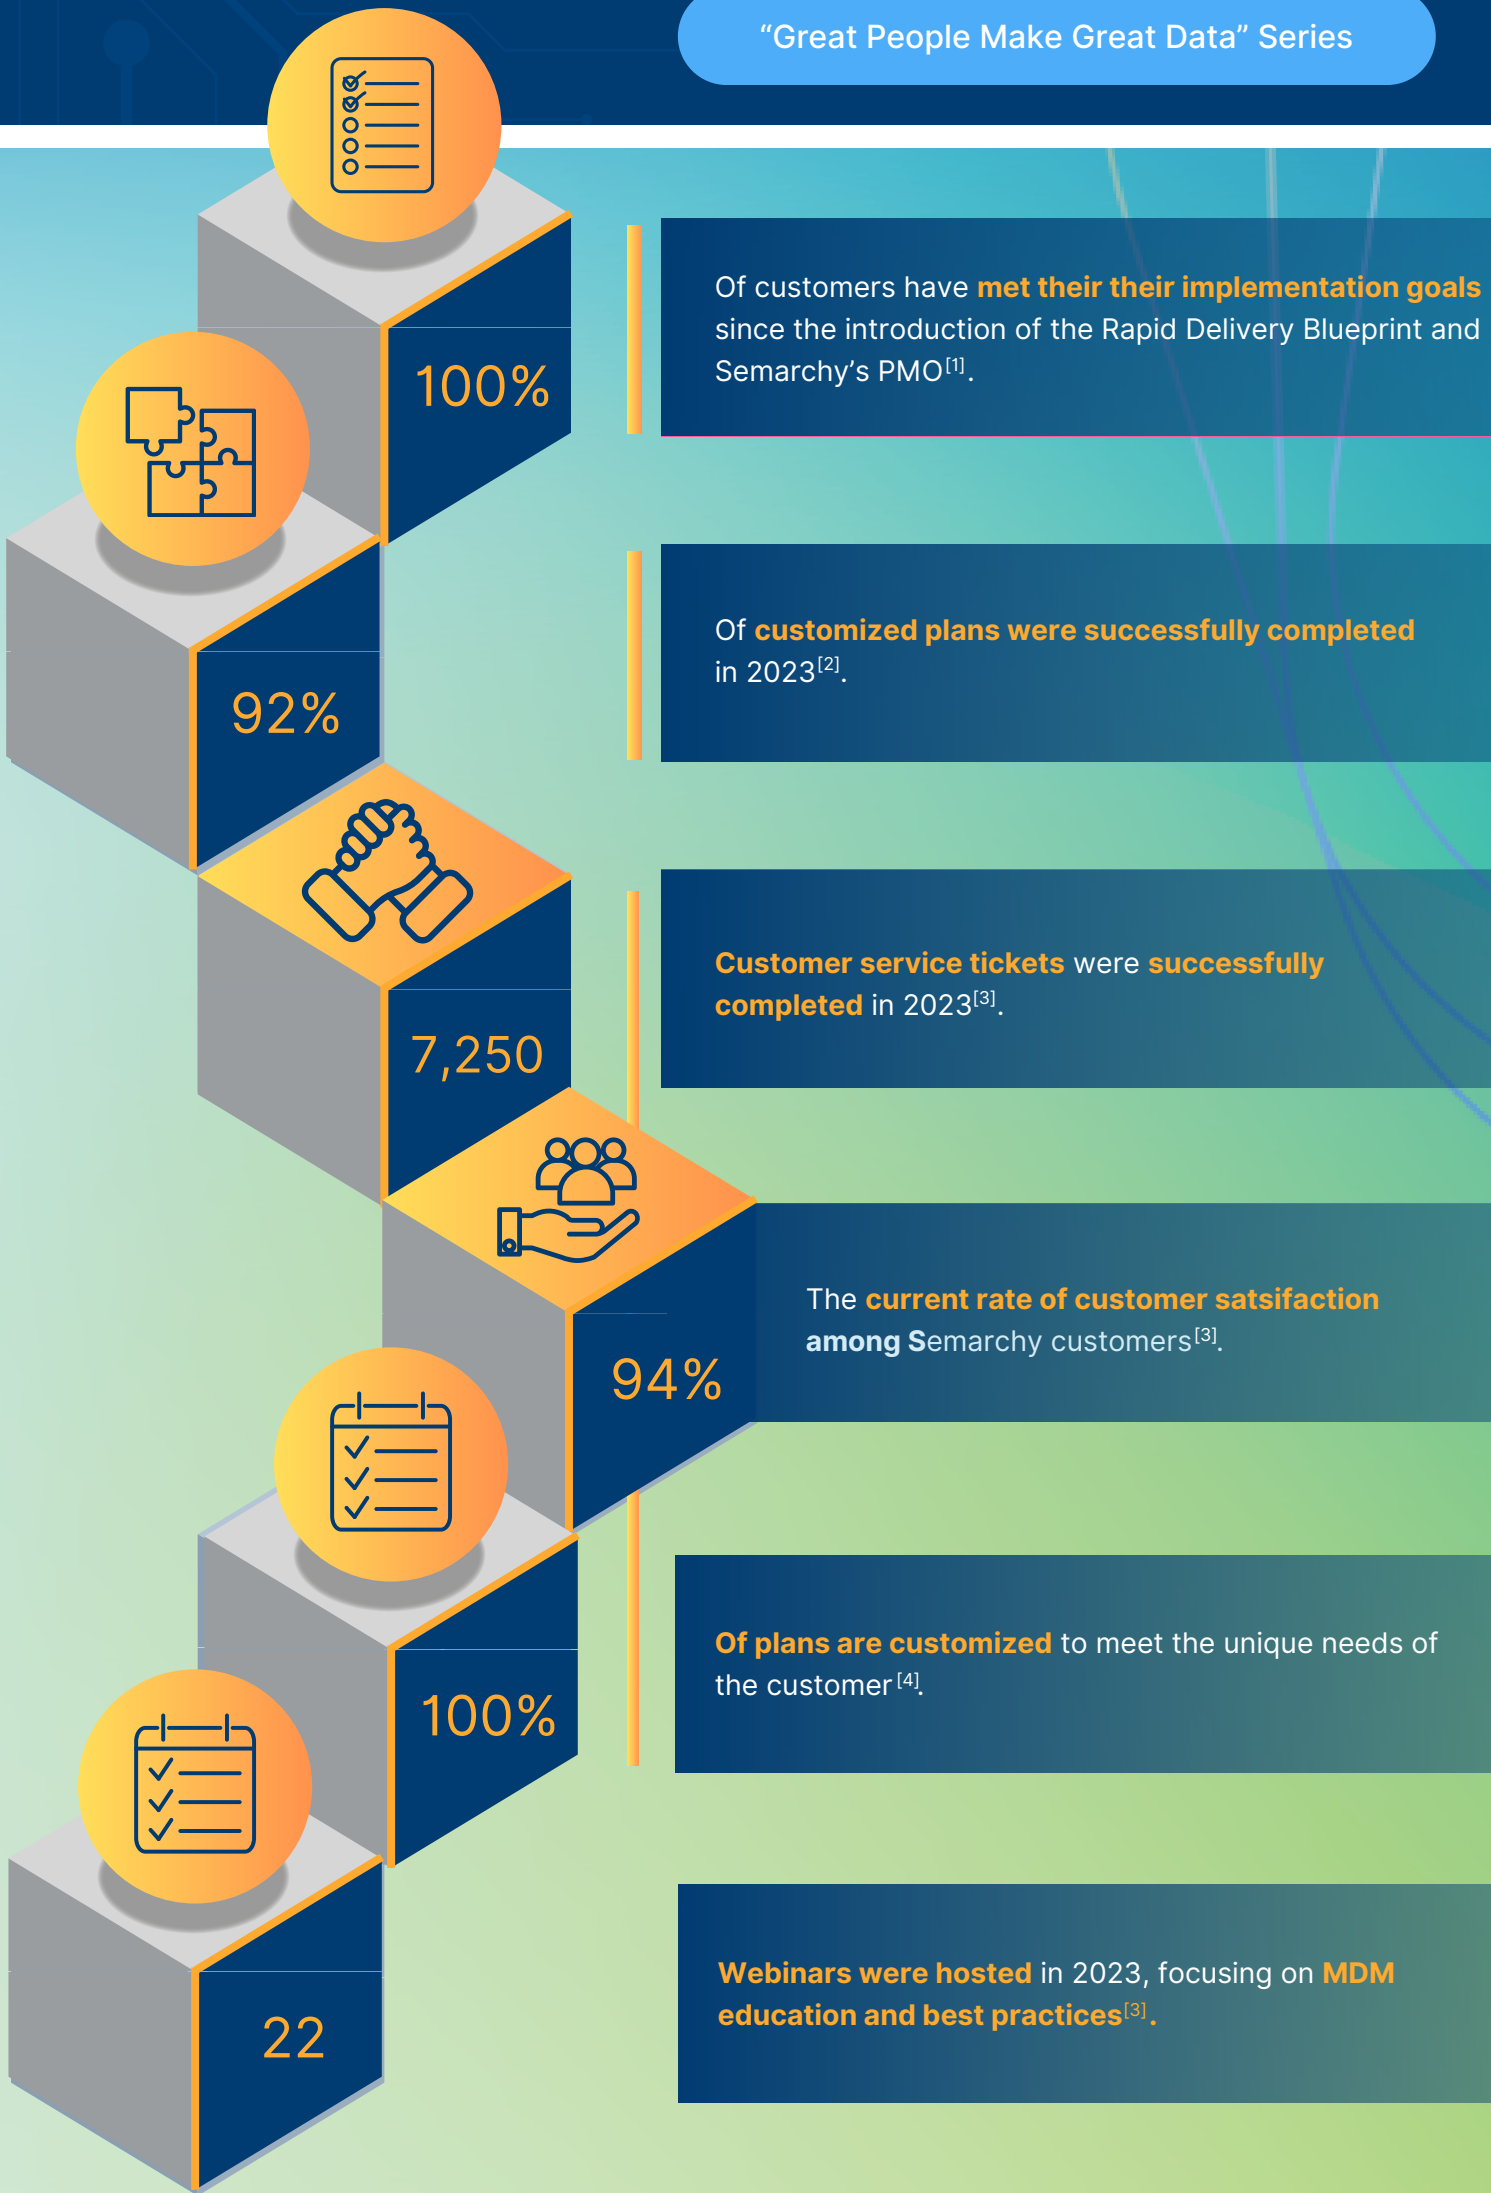 “Great People Make Great Data” Series
100%
Of customers have met their their implementation goals
since the introduction of the Rapid Delivery Blueprint and
Semarchy’s PMO[1].
92%
Of customized plans were successfully completed
in 2023[2].
7,250
Customer service tickets were successfully
completed in 2023[3].
94%
The current rate of customer satsifaction
among Semarchy customers[3].
100%
Of plans are customized to meet the unique needs of
the customer[4].
22
Webinars were hosted in 2023, focusing on MDM
education and best practices[3].